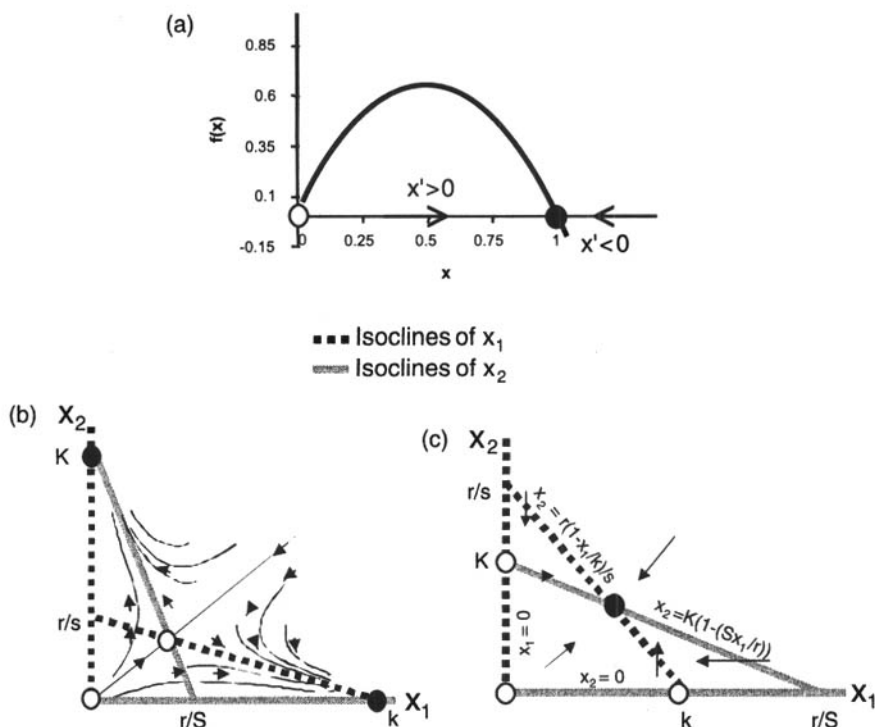 (a)
0.85
0.6
0.35
0.1
-0.15
f(x)
x'>0
x'<0
0 0.25 0.5 0.75 1
x
Isoclines of x₁
Isoclines of x₂
(b) X₂
K
r/s
r/S k
X₁
(c) X₂
r/s
K
x₂ = r(1-x₁/k)/s
x₂=K(1-(Sx₁/r))
x₁ = 0
x₂ = 0
k r/S
X₁